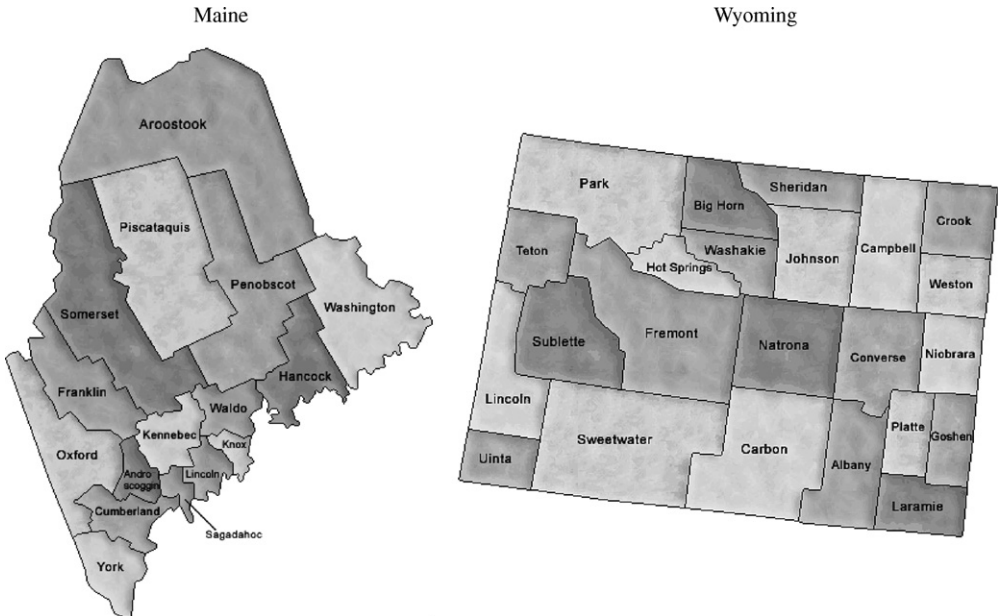 Maine
Wyoming
Aroostook
Piscataquis
Penobscot
Somerset
Washington
Franklin
Hancock
Waldo
Kennebec
Knox
Oxford
Andro
scoggin
Lincoln
Cumberland
Sagadahoc
York
Park
Big Horn
Sheridan
Crook
Teton
Washakie
Hot Springs
Johnson
Campbell
Weston
Sublette
Fremont
Natrona
Converse
Niobrara
Lincoln
Sweetwater
Carbon
Platte
Goshen
Uinta
Albany
Laramie